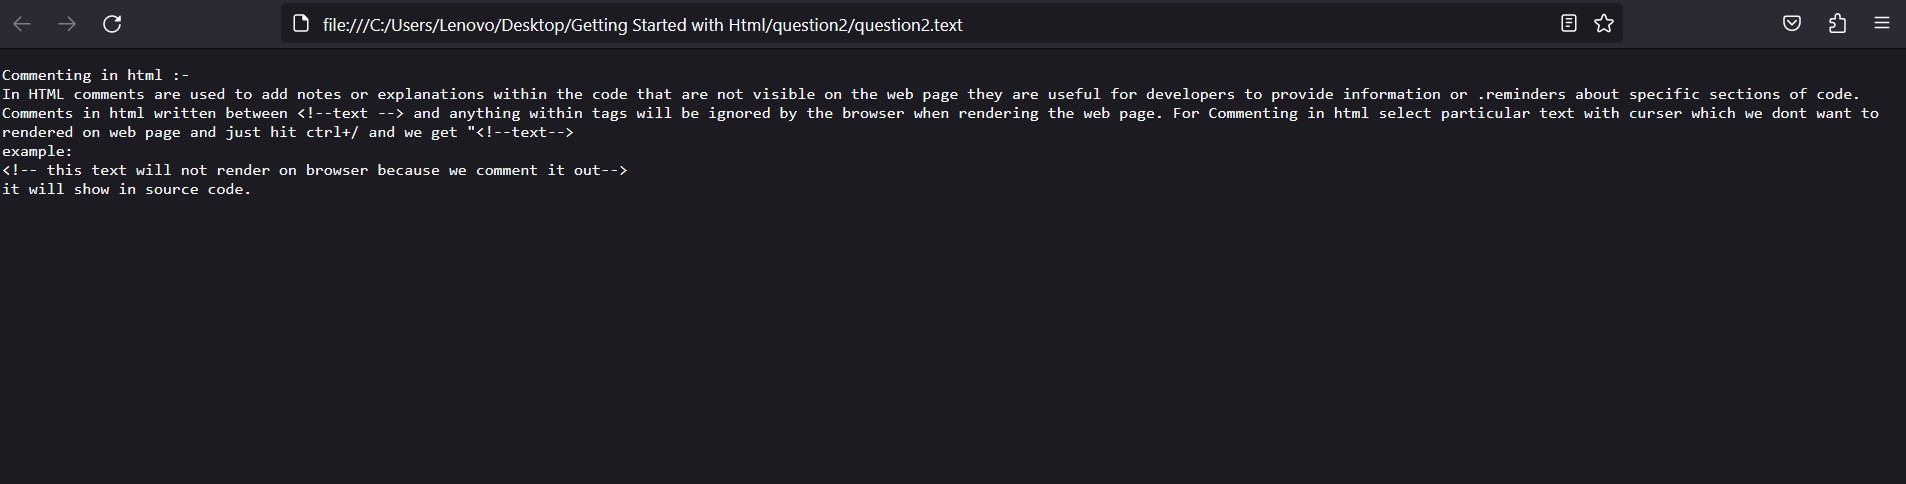 file:///C:/Users/Lenovo/Desktop/Getting Started with Html/question2/question2.text
Commenting in html :-
In HTML comments are used to add notes or explanations within the code that are not visible on the web page they are useful for developers to provide information or .reminders about specific sections of code.
Comments in html written between <!--text --> and anything within tags will be ignored by the browser when rendering the web page. For Commenting in html select particular text with curser which we dont want to
rendered on web page and just hit ctrl+/ and we get "<!--text-->
example:
<!-- this text will not render on browser because we comment it out-->
it will show in source code.